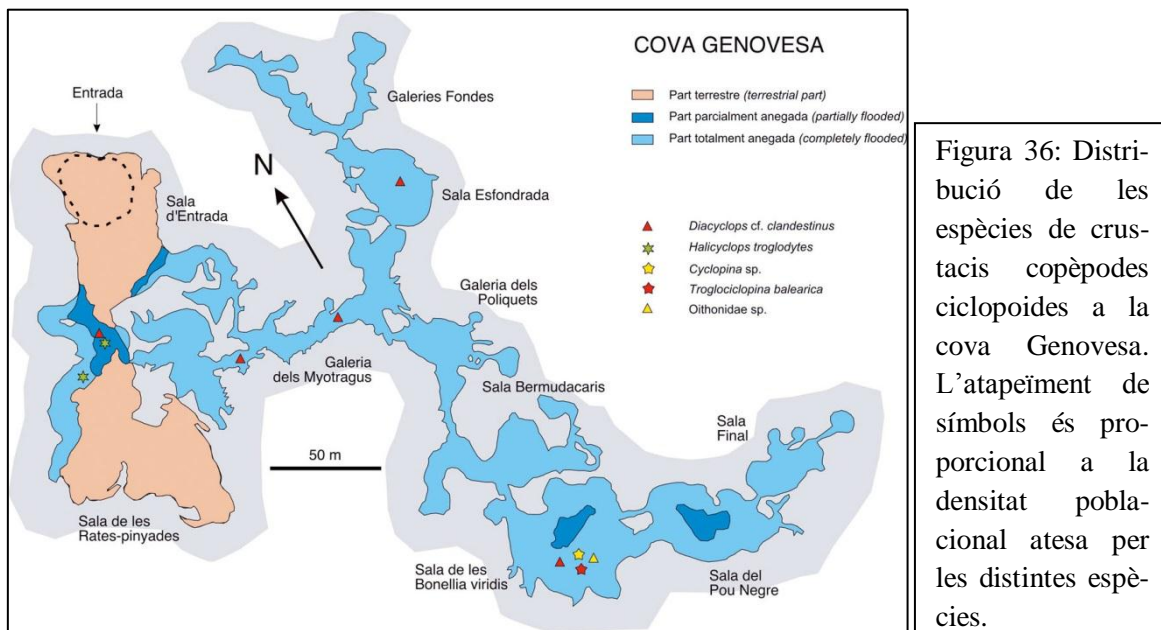 COVA GENOVESA
Part terrestre (terrestrial part)
Part parcialment anegada (partially flooded)
Part totalment anegada (completely flooded)
Diacyclops cf. clandestinus
Halicyclops troglodytes
Cyclopina sp.
Troglociclopina balearica
Oithonidae sp.
Entrada
N
Galeries Fondes
Sala Esfondrada
Sala
d'Entrada
Galeria dels
Poliquets
Galeria
dels Myotragus
Sala Bermudacaris
Sala
Final
50 m
Sala de les
Rates-pinyades
Sala de les
Bonellia viridis
Sala del
Pou Negre
Figura 36: Distri-
bució de les
espècies de crus-
tacis copèpodes
ciclopoides a la
cova Genovesa.
L'atapeïment de
símbols és pro-
porcional a la
densitat pobla-
cional atesa per
les distintes espè-
cies.